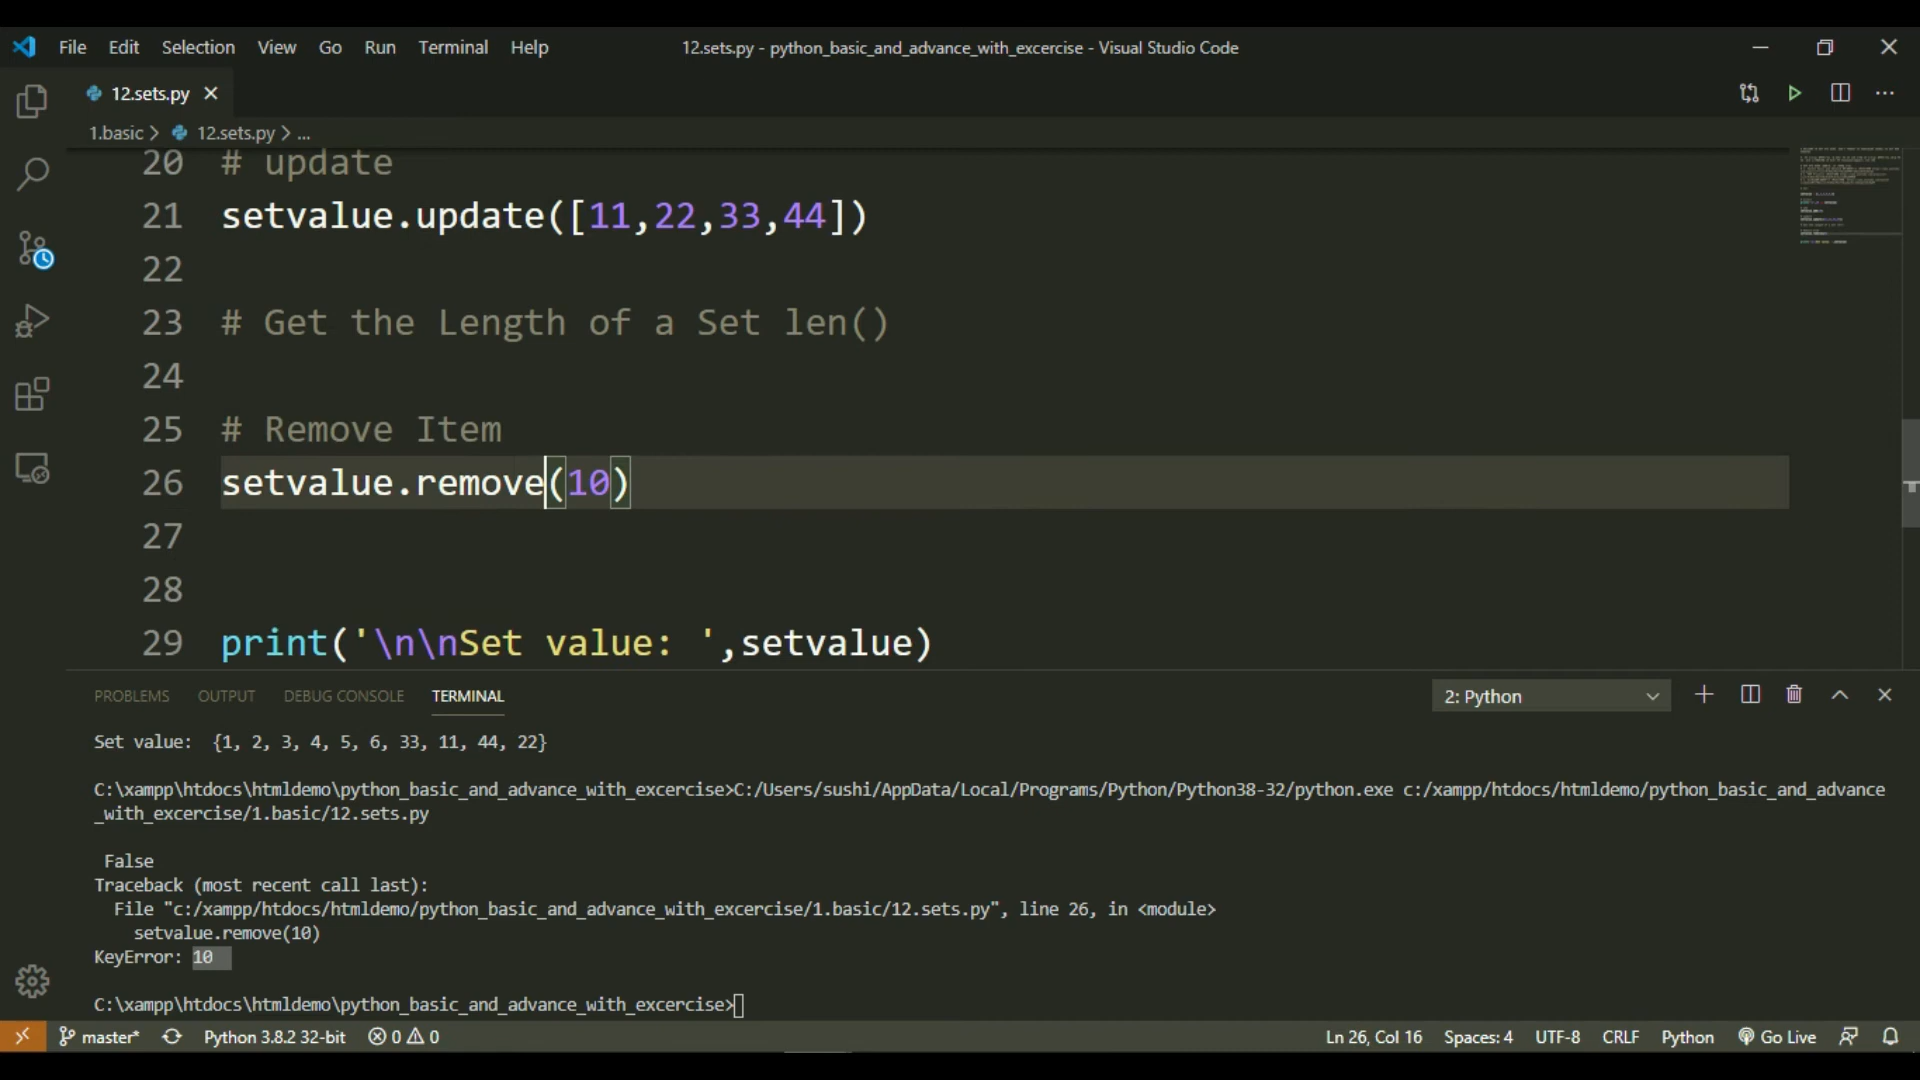 File Edit Selection View Go Run Terminal Help 12.sets.py - python_basic_and_advance_with_excercise - Visual Studio Code
12.sets.py
1.basic > 12.sets.py > ...
20 # update
21 setvalue.update([11,22,33,44])
22
23 # Get the Length of a Set len()
24
25 # Remove Item
26 setvalue.remove(10)
27
28
29 print('\n\nSet value: ',setvalue)
PROBLEMS OUTPUT DEBUG CONSOLE TERMINAL 2: Python
Set value:  {1, 2, 3, 4, 5, 6, 33, 11, 44, 22}
C:\xampp\htdocs\htmldemo\python_basic_and_advance_with_excercise>C:/Users/sushi/AppData/Local/Programs/Python/Python38-32/python.exe c:/xampp/htdocs/htmldemo/python_basic_and_advance
_with_excercise/1.basic/12.sets.py
False
Traceback (most recent call last):
File "c:/xampp/htdocs/htmldemo/python_basic_and_advance_with_excercise/1.basic/12.sets.py", line 26, in <module>
setvalue.remove(10)
KeyError: 10
C:\xampp\htdocs\htmldemo\python_basic_and_advance_with_excercise>
master* Python 3.8.2 32-bit 0 0 Ln 26, Col 16 Spaces: 4 UTF-8 CRLF Python Go Live